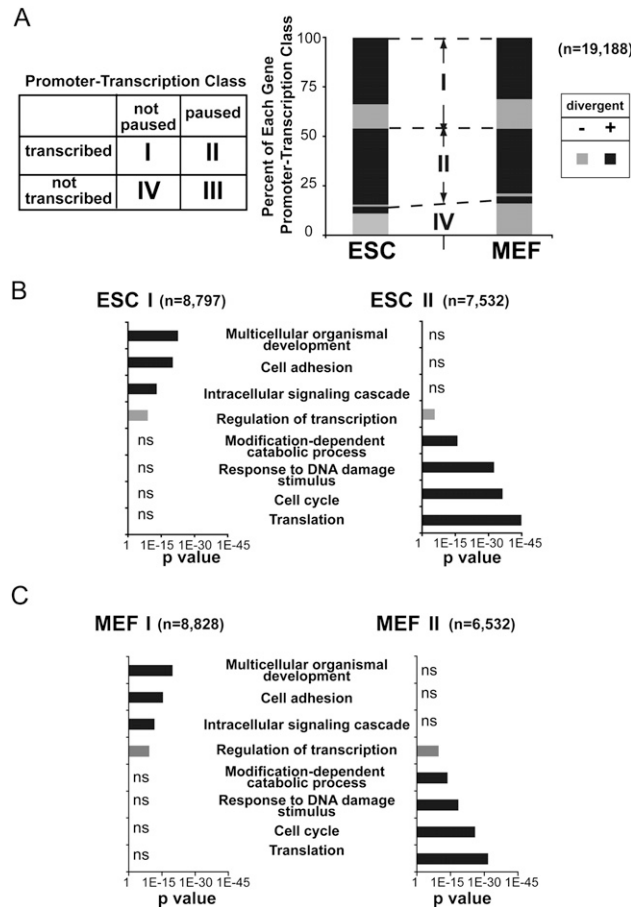 A
Promoter-Transcription Class
not paused
paused
transcribed
I
II
not transcribed
IV
III
Percent of Each Gene
Promoter-Transcription Class
100
75
50
25
0
I
II
IV
ESC
MEF
(n=19,188)
divergent
- +
B
ESC I (n=8,797)
ESC II (n=7,532)
Multicellular organismal
development
ns
Cell adhesion
ns
Intracellular signaling cascade
ns
Regulation of transcription
ns
Modification-dependent
catabolic process
ns
Response to DNA damage
stimulus
ns
Cell cycle
ns
Translation
1 1E-15 1E-30 1E-45
p value
1 1E-15 1E-30 1E-45
p value
C
MEF I (n=8,828)
MEF II (n=6,532)
Multicellular organismal
development
ns
Cell adhesion
ns
Intracellular signaling cascade
ns
Regulation of transcription
ns
Modification-dependent
catabolic process
ns
Response to DNA damage
stimulus
ns
Cell cycle
ns
Translation
1 1E-15 1E-30 1E-45
p value
1 1E-15 1E-30 1E-45
p value